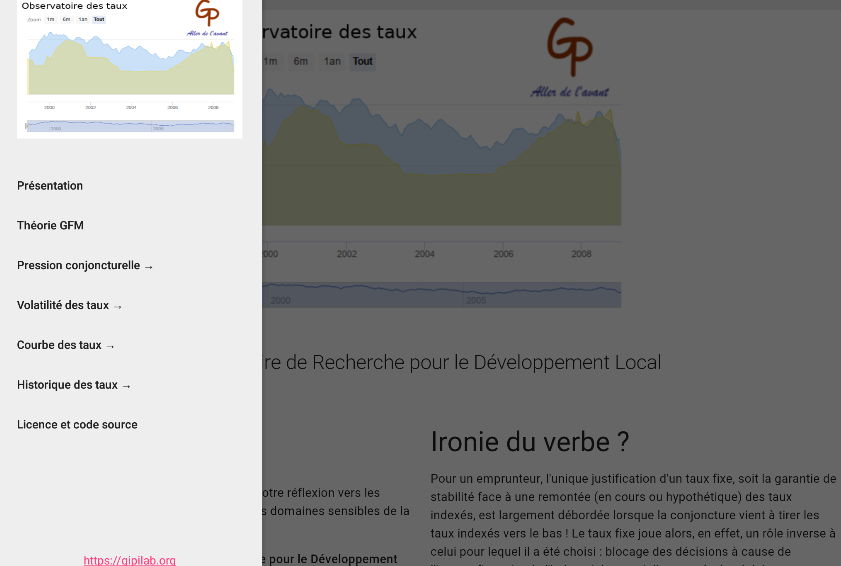 Observatoire des taux
Zoom 1m 6m 1an Tout
GP
Aller de l'avant
2000 2002 2004 2006 2008
2000 2005
Présentation
Théorie GFM
Pression conjoncturelle →
Volatilité des taux →
Courbe des taux →
Historique des taux →
Licence et code source
https://gipilab.org
rvatoire des taux
1m 6m 1an Tout
GP
Aller de l'avant
2000 2002 2004 2006 2008
2000 2005
re de Recherche pour le Développement Local
otre réflexion vers les
s domaines sensibles de la
e pour le Développement
Ironie du verbe ?
Pour un emprunteur, l'unique justification d'un taux fixe, soit la garantie de
stabilité face à une remontée (en cours ou hypothétique) des taux
indexés, est largement débordée lorsque la conjoncture vient à tirer les
taux indexés vers le bas ! Le taux fixe joue alors, en effet, un rôle inverse à
celui pour lequel il a été choisi : blocage des décisions à cause de